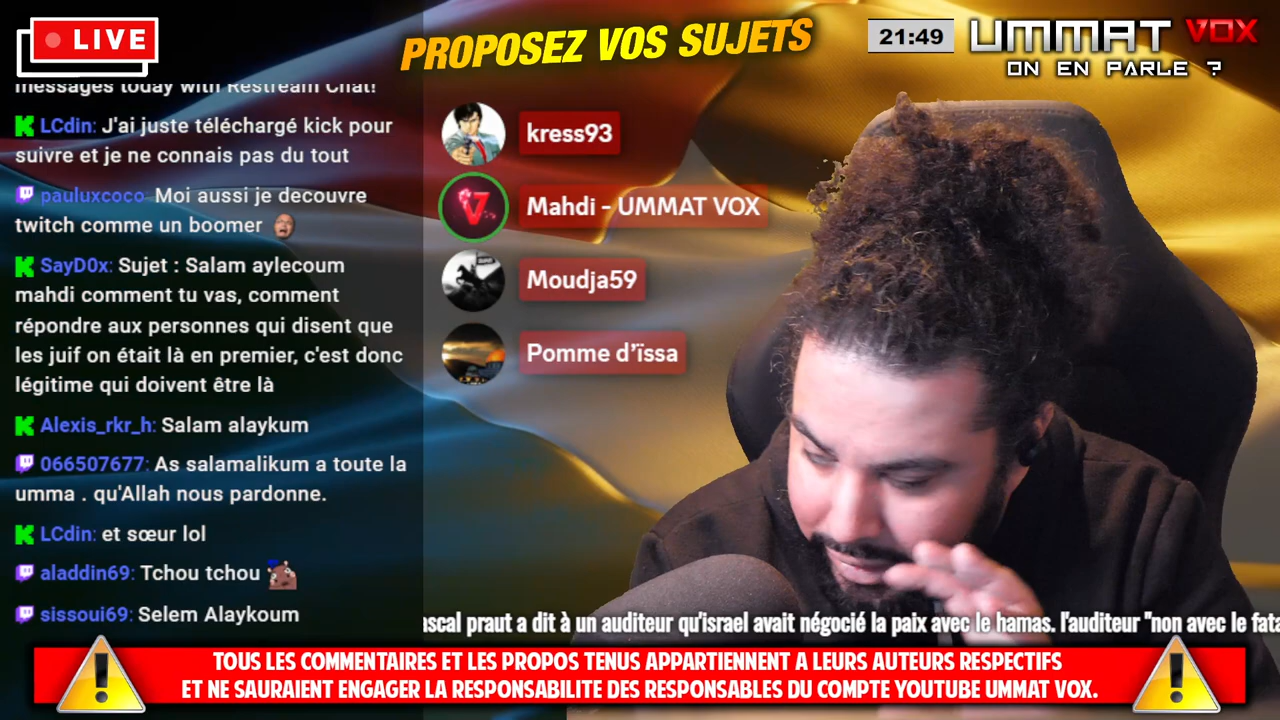 LIVE
PROPOSEZ VOS SUJETS
21:49
UMMAT VOX
ON EN PARLE ?
messages today with Restream Chat!
LCdin: J'ai juste téléchargé kick pour
suivre et je ne connais pas du tout
pauluxcoco: Moi aussi je decouvre
twitch comme un boomer
SayD0x: Sujet : Salam aylecoum
mahdi comment tu vas, comment
répondre aux personnes qui disent que
les juif on était là en premier, c'est donc
légitime qui doivent être là
Alexis_rkr_h: Salam alaykum
066507677: As salamalikum a toute la
umma . qu'Allah nous pardonne.
LCdin: et sœur lol
aladdin69: Tchou tchou
sissoui69: Selem Alaykoum
kress93
Mahdi - UMMAT VOX
Moudja59
Pomme d'ïssa
ascal praut a dit à un auditeur qu'israel avait négocié la paix avec le hamas. l'auditeur "non avec le fata
TOUS LES COMMENTAIRES ET LES PROPOS TENUS APPARTIENNENT A LEURS AUTEURS RESPECTIFS
ET NE SAURAIENT ENGAGER LA RESPONSABILITE DES RESPONSABLES DU COMPTE YOUTUBE UMMAT VOX.